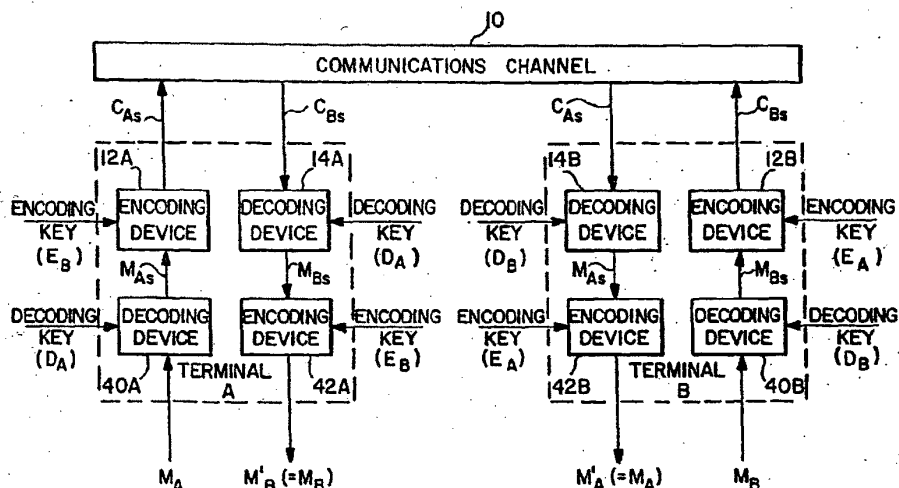 10
COMMUNICATIONS CHANNEL
C_As C_Bs C_As C_Bs
12A 14A 14B 12B
ENCODING KEY (E_B)
ENCODING DEVICE
DECODING DEVICE
DECODING KEY (D_A)
DECODING KEY (D_B)
DECODING DEVICE
ENCODING DEVICE
ENCODING KEY (E_A)
M_As M_Bs M_As M_Bs
DECODING KEY (D_A)
DECODING DEVICE
ENCODING DEVICE
ENCODING KEY (E_B)
ENCODING KEY (E_A)
ENCODING DEVICE
DECODING DEVICE
DECODING KEY (D_B)
40A TERMINAL A 42A
42B TERMINAL B 40B
M_A M'_B (=M_B) M'_A (=M_A) M_B